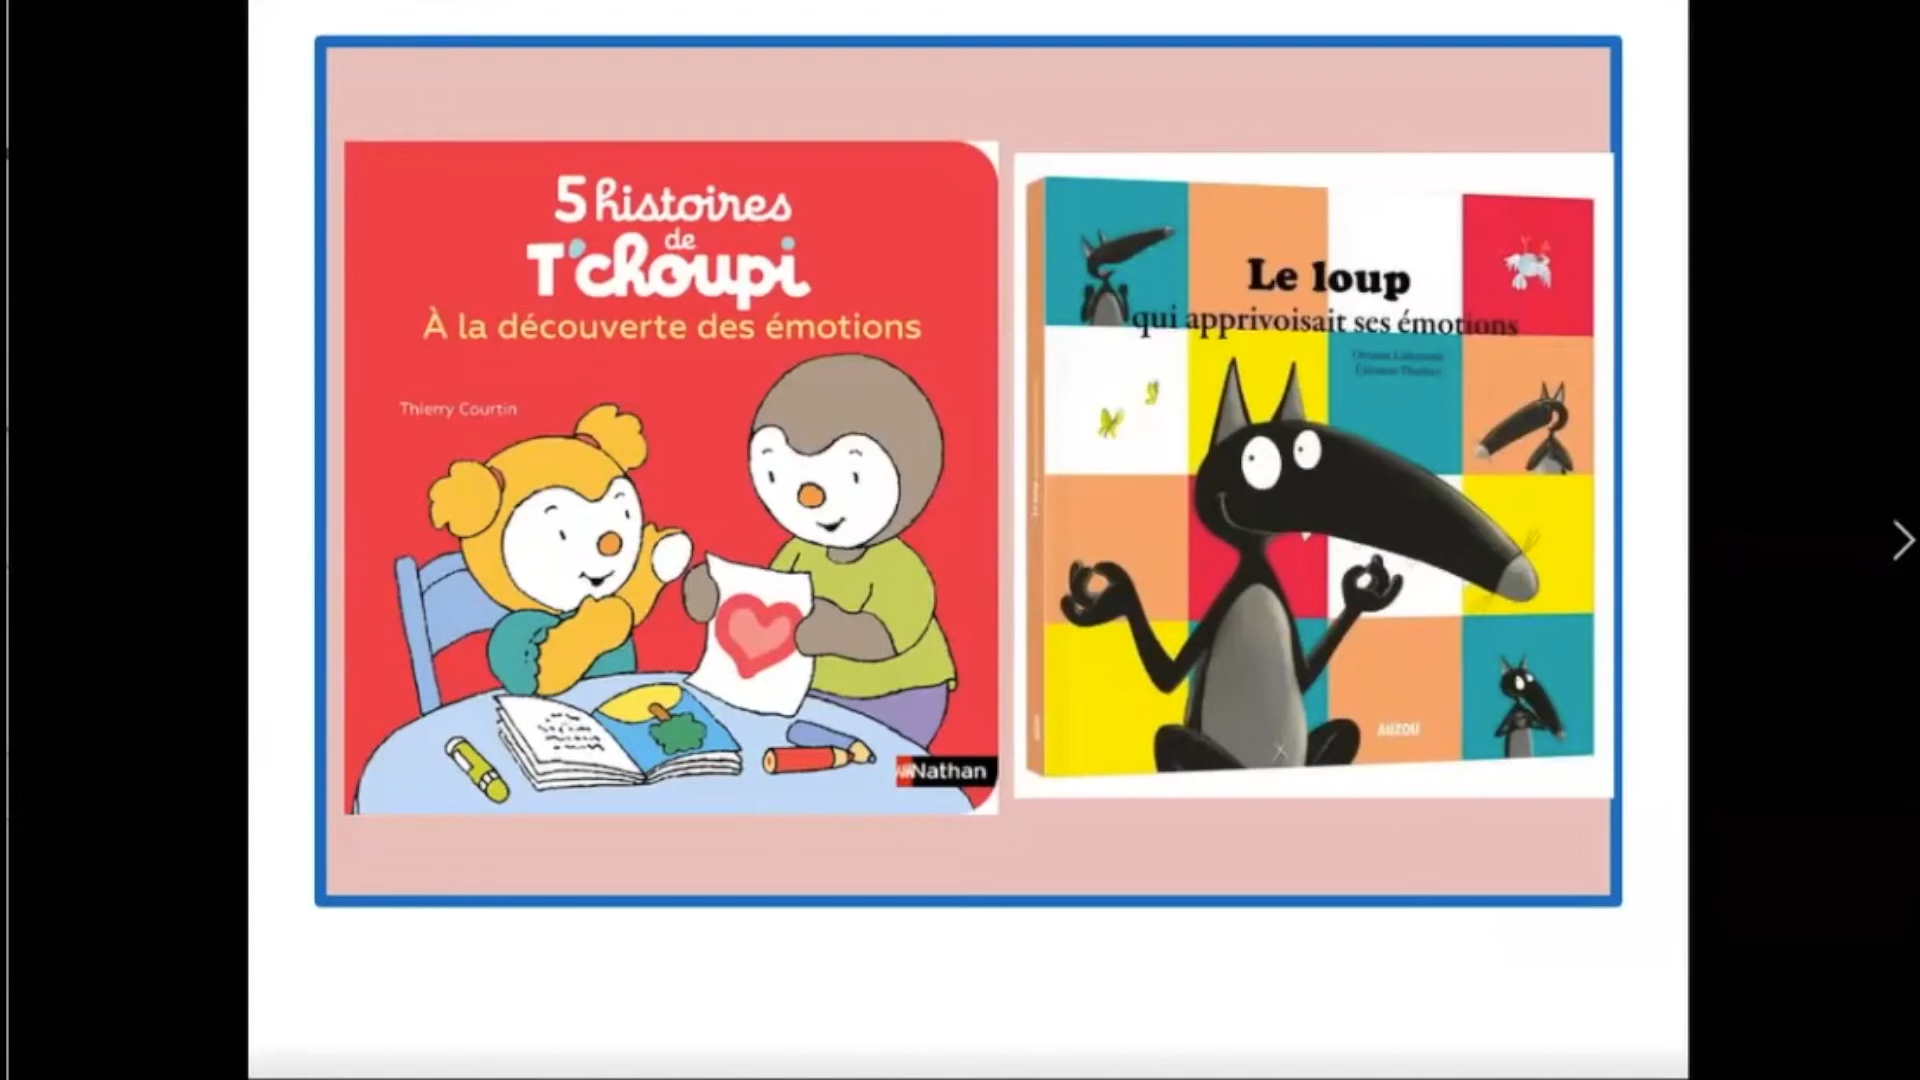 5 histoires
de
T'choupi
À la découverte des émotions
Thierry Courtin
Nathan
Le loup
qui apprivoisait ses émotions
AUZOU